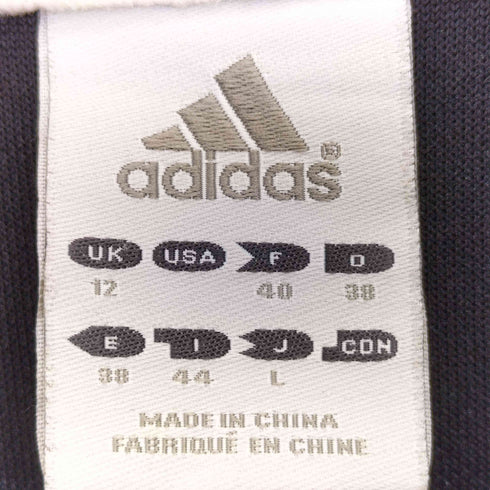 adidas®
UK USA F D
12 40 38
E I J CON
38 44 L
MADE IN CHINA
FABRIQUÉ EN CHINE